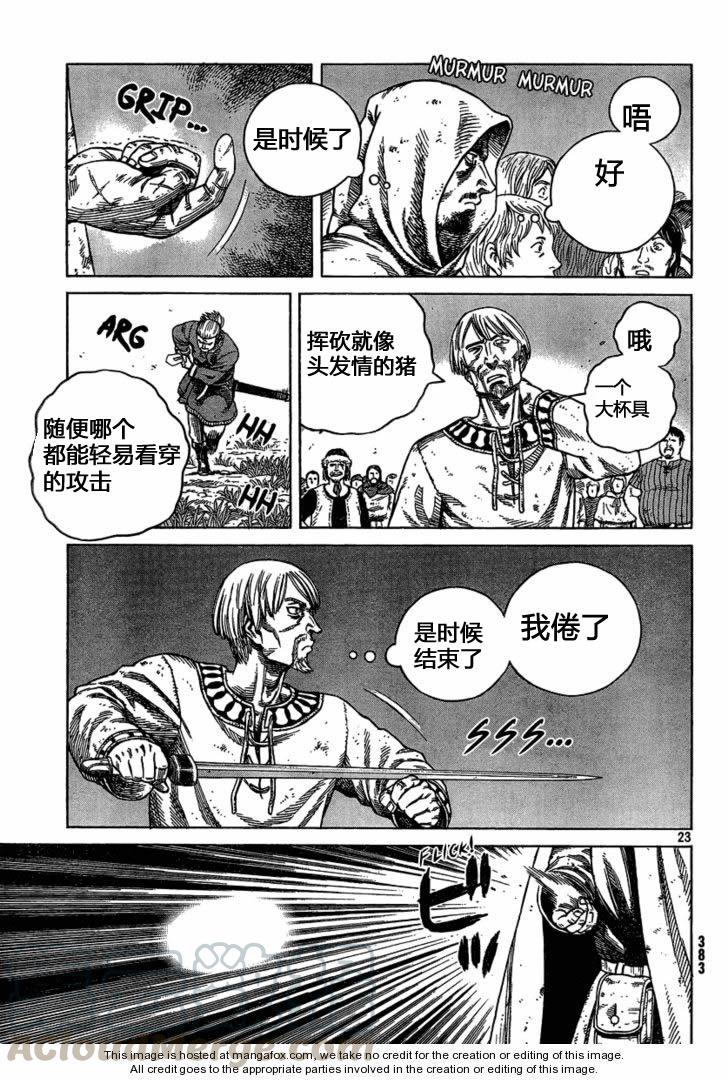 MURMUR MURMUR
唔
好
是时候了
GRIP...
哦
一个
大杯具
挥砍就像
头发情的猪
ARG
HH
HH
随便哪个
都能轻易看穿
的攻击
我倦了
是时候
结束了
SSS...
23
FLICK!
ビッ
383
ActoudMerge.com
This image is hosted at mangafox.com, we take no credit for the creation or editing of this image.
All credit goes to the appropriate parties involved in the creation or editing of this image.